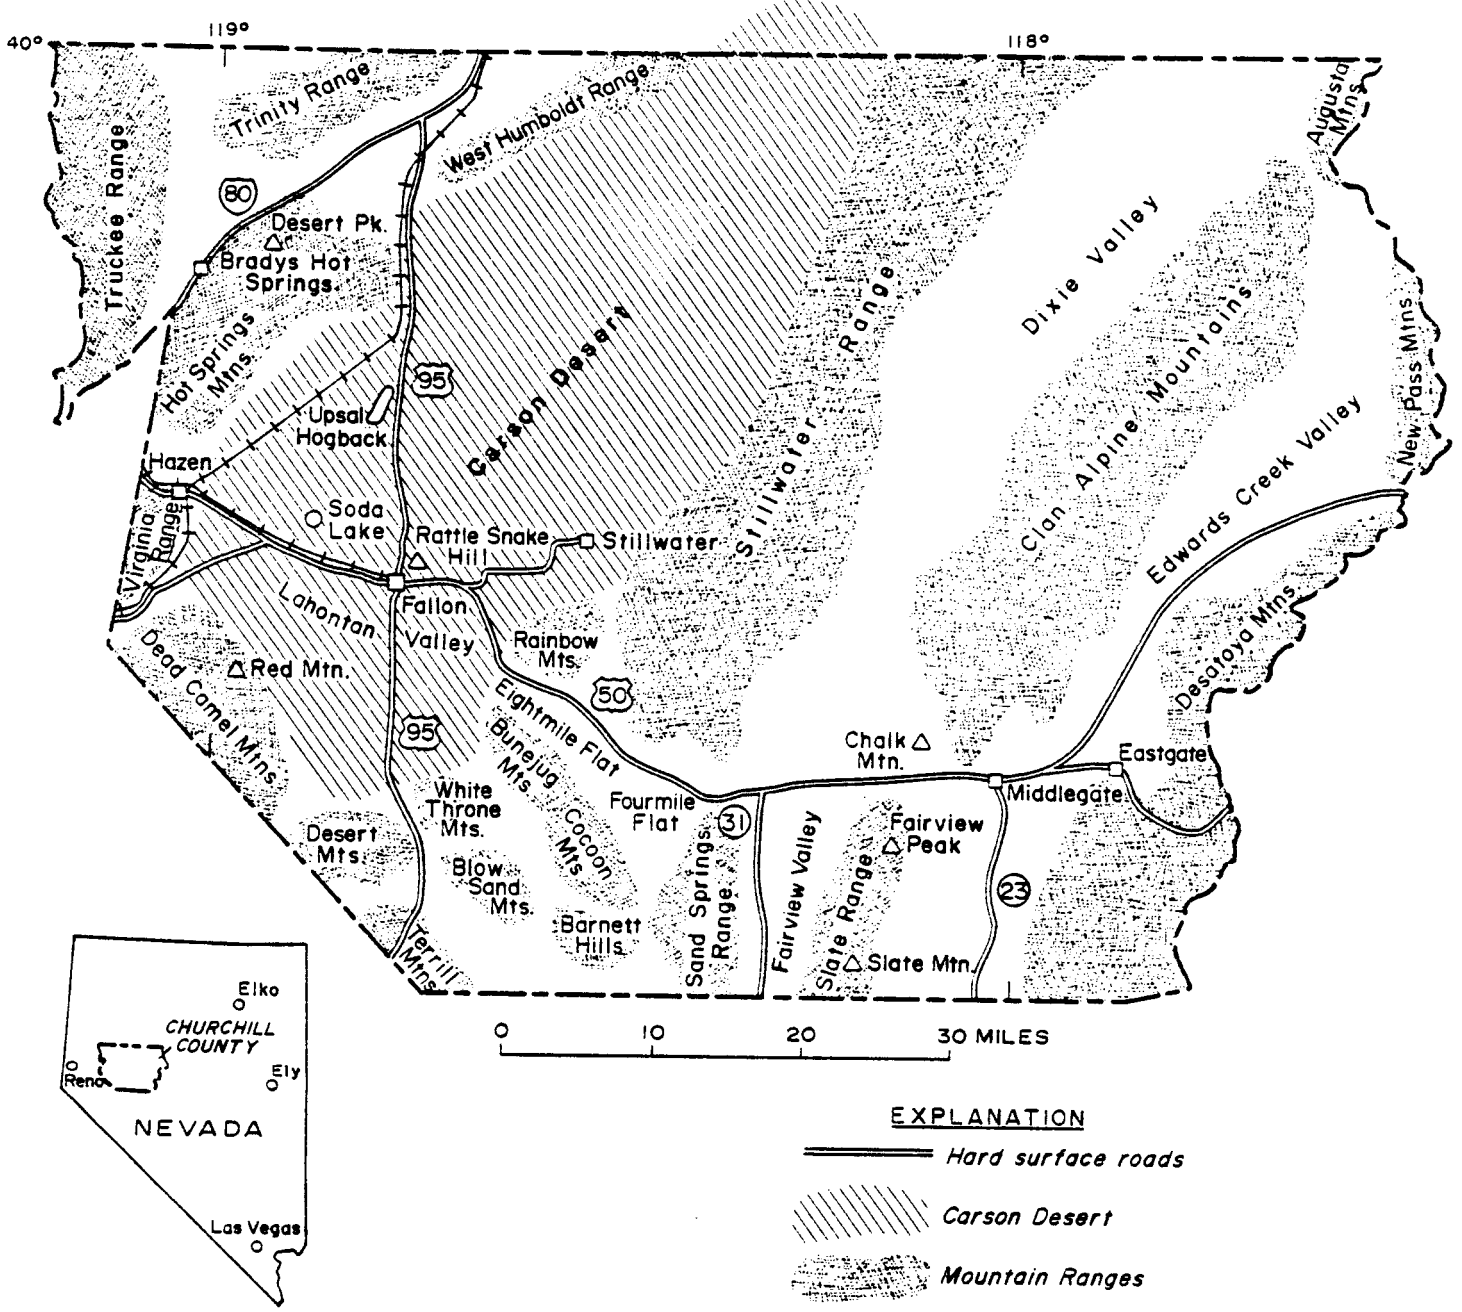 40°
119°
118°
Trinity Range
West Humboldt Range
Truckee Range
Augusta
Mtns
80
Desert Pk.
Bradys Hot
Springs.
Hot Springs
Mtns.
Dixie Valley
Stillwater Range
Clan Alpine Mountains
New Pass Mtns
Carson Desert
95
Upsal
Hogback
Edwards Creek Valley
Hazen
Soda
Lake
Rattle Snake
Hill
Stillwater
Virginia
Range
Lahontan
Valley
Fallon
Rainbow
Mts.
Dead Camel Mtns
Red Mtn.
50
Desatoya Mtns.
Eightmile Flat
95
Bunejug
Mts
Chalk
Mtn.
Eastgate
Middlegate
White
Throne
Mts.
Fourmile
Flat
31
Desert
Mts.
Cocoon
Mts
Fairview
Peak
Fairview Valley
Blow
Sand
Mts.
Slate Range
23
Sand Springs
Range
Barnett
Hills
Slate Mtn.
Terrill
Mtns
0 10 20 30 MILES
Elko
CHURCHILL
COUNTY
Reno
Ely
NEVADA
Las Vegas
EXPLANATION
Hard surface roads
Carson Desert
Mountain Ranges